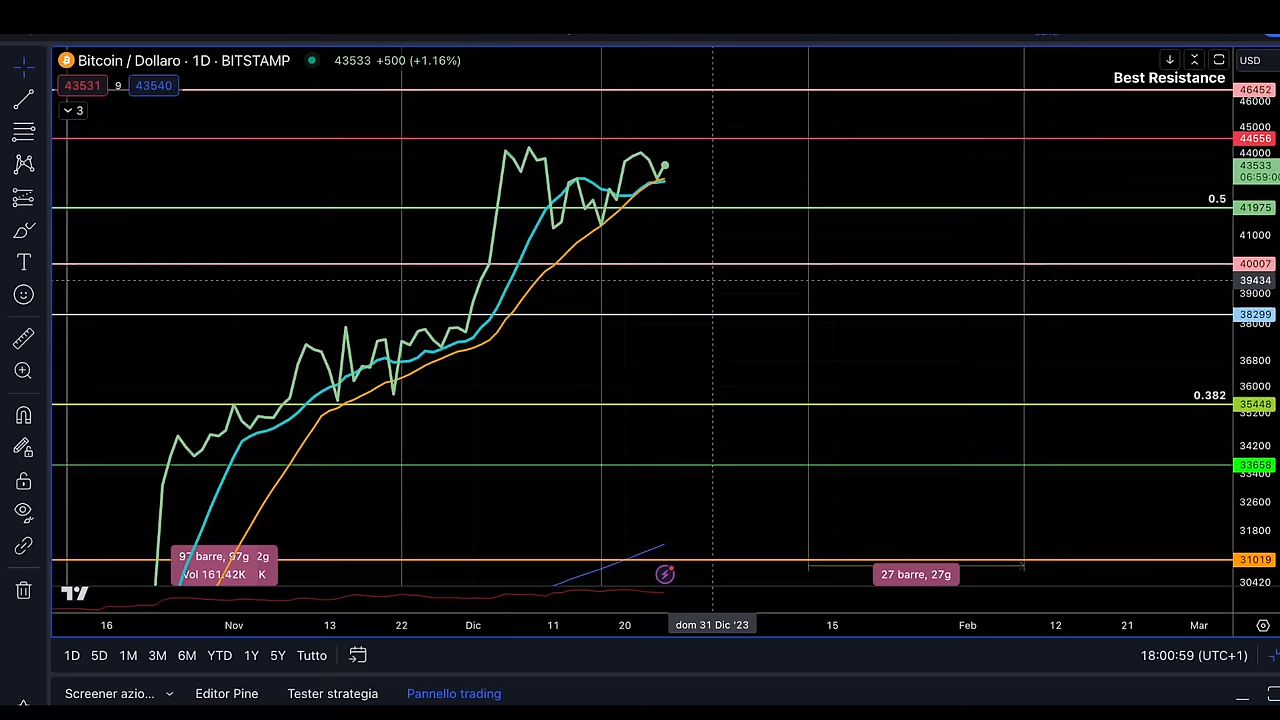 Bitcoin / Dollaro · 1D · BITSTAMP 43533 +500 (+1.16%)
USD
43531 9 43540
3
Best Resistance
46452
46000
45000
44556
44000
43533
06:59:00
0.5
41975
41000
40007
39434
39000
38299
38000
36800
36000
0.382
35448
35200
34200
33658
33400
32600
31800
31019
30420
97 barre, 97g 2g
Vol 161.42K K
27 barre, 27g
16 Nov 13 22 Dic 11 20 dom 31 Dic '23 15 Feb 12 21 Mar
1D 5D 1M 3M 6M YTD 1Y 5Y Tutto 18:00:59 (UTC+1)
Screener azio... Editor Pine Tester strategia Pannello trading